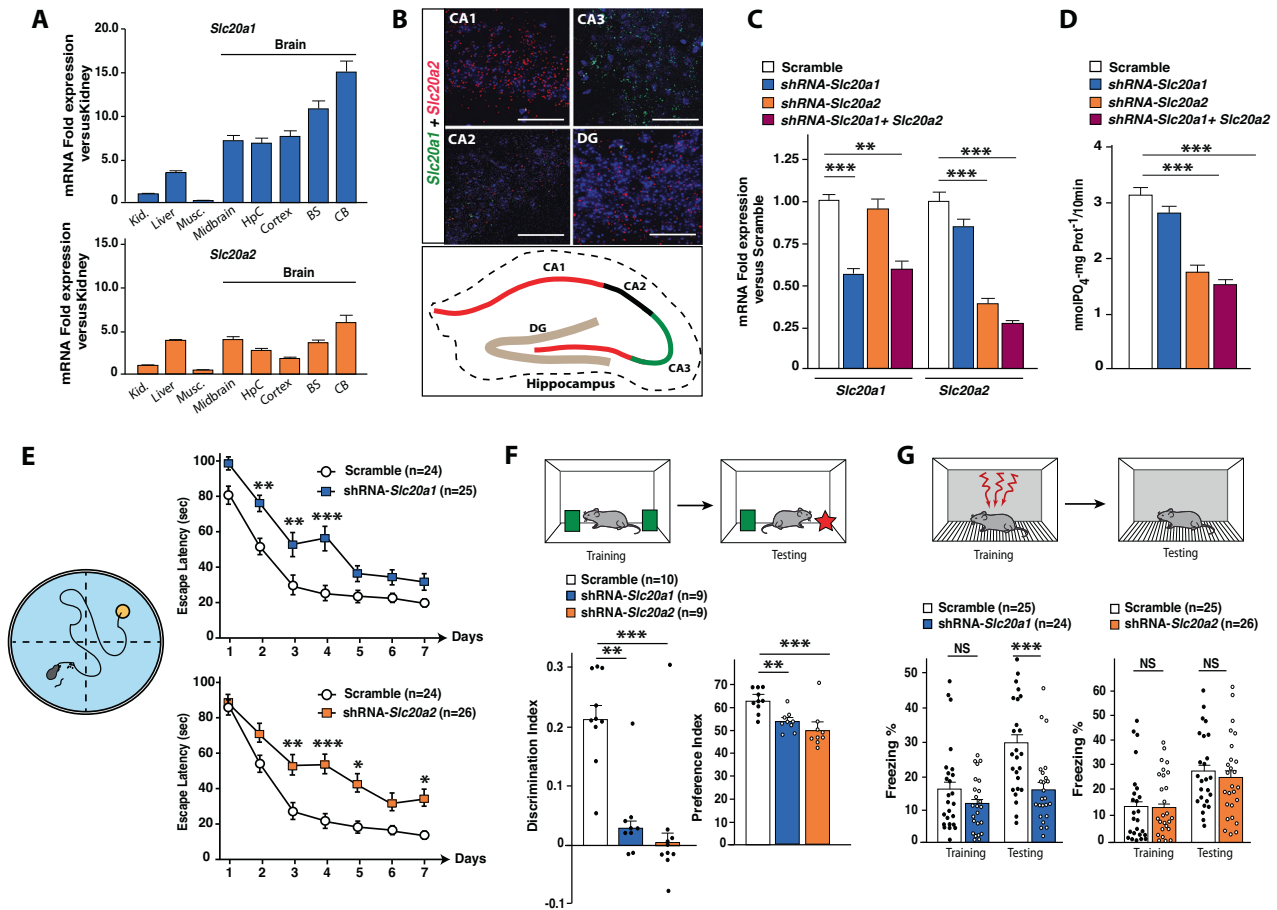 A
Slc20a1
Brain
mRNA Fold expression
versusKidney
20.0
15.0
10.0
5.0
0.0
Kid.
Liver
Musc.
Midbrain
HpC
Cortex
BS
CB
Slc20a2
Brain
mRNA Fold expression
versusKidney
15.0
10.0
5.0
0.0
Kid.
Liver
Musc.
Midbrain
HpC
Cortex
BS
CB
B
Slc20a1 + Slc20a2
CA1
CA3
CA2
DG
CA1
CA2
DG
CA3
Hippocampus
C
Scramble
shRNA-Slc20a1
shRNA-Slc20a2
shRNA-Slc20a1+ Slc20a2
mRNA Fold expression
versus Scramble
1.25
1.00
0.75
0.50
0.25
0
**
***
***
***
Slc20a1
Slc20a2
D
Scramble
shRNA-Slc20a1
shRNA-Slc20a2
shRNA-Slc20a1+ Slc20a2
nmolPO4-mg Prot-1/10min
4
3
2
1
0
***
***
E
Escape Latency (sec)
100
80
60
40
20
0
Scramble (n=24)
shRNA-Slc20a1 (n=25)
**
**
***
1
2
3
4
5
6
7
Days
Escape Latency (sec)
100
80
60
40
20
0
Scramble (n=24)
shRNA-Slc20a2 (n=26)
**
***
*
*
1
2
3
4
5
6
7
Days
F
Training
Testing
Scramble (n=10)
shRNA-Slc20a1 (n=9)
shRNA-Slc20a2 (n=9)
Discrimination Index
0.3
0.2
0.1
0
-0.1
***
**
Preference Index
70
60
50
40
30
20
10
0
***
**
G
Training
Testing
Scramble (n=25)
shRNA-Slc20a1 (n=24)
Freezing %
50
40
30
20
10
0
NS
***
Training
Testing
Scramble (n=25)
shRNA-Slc20a2 (n=26)
Freezing %
60
50
40
30
20
10
0
NS
NS
Training
Testing